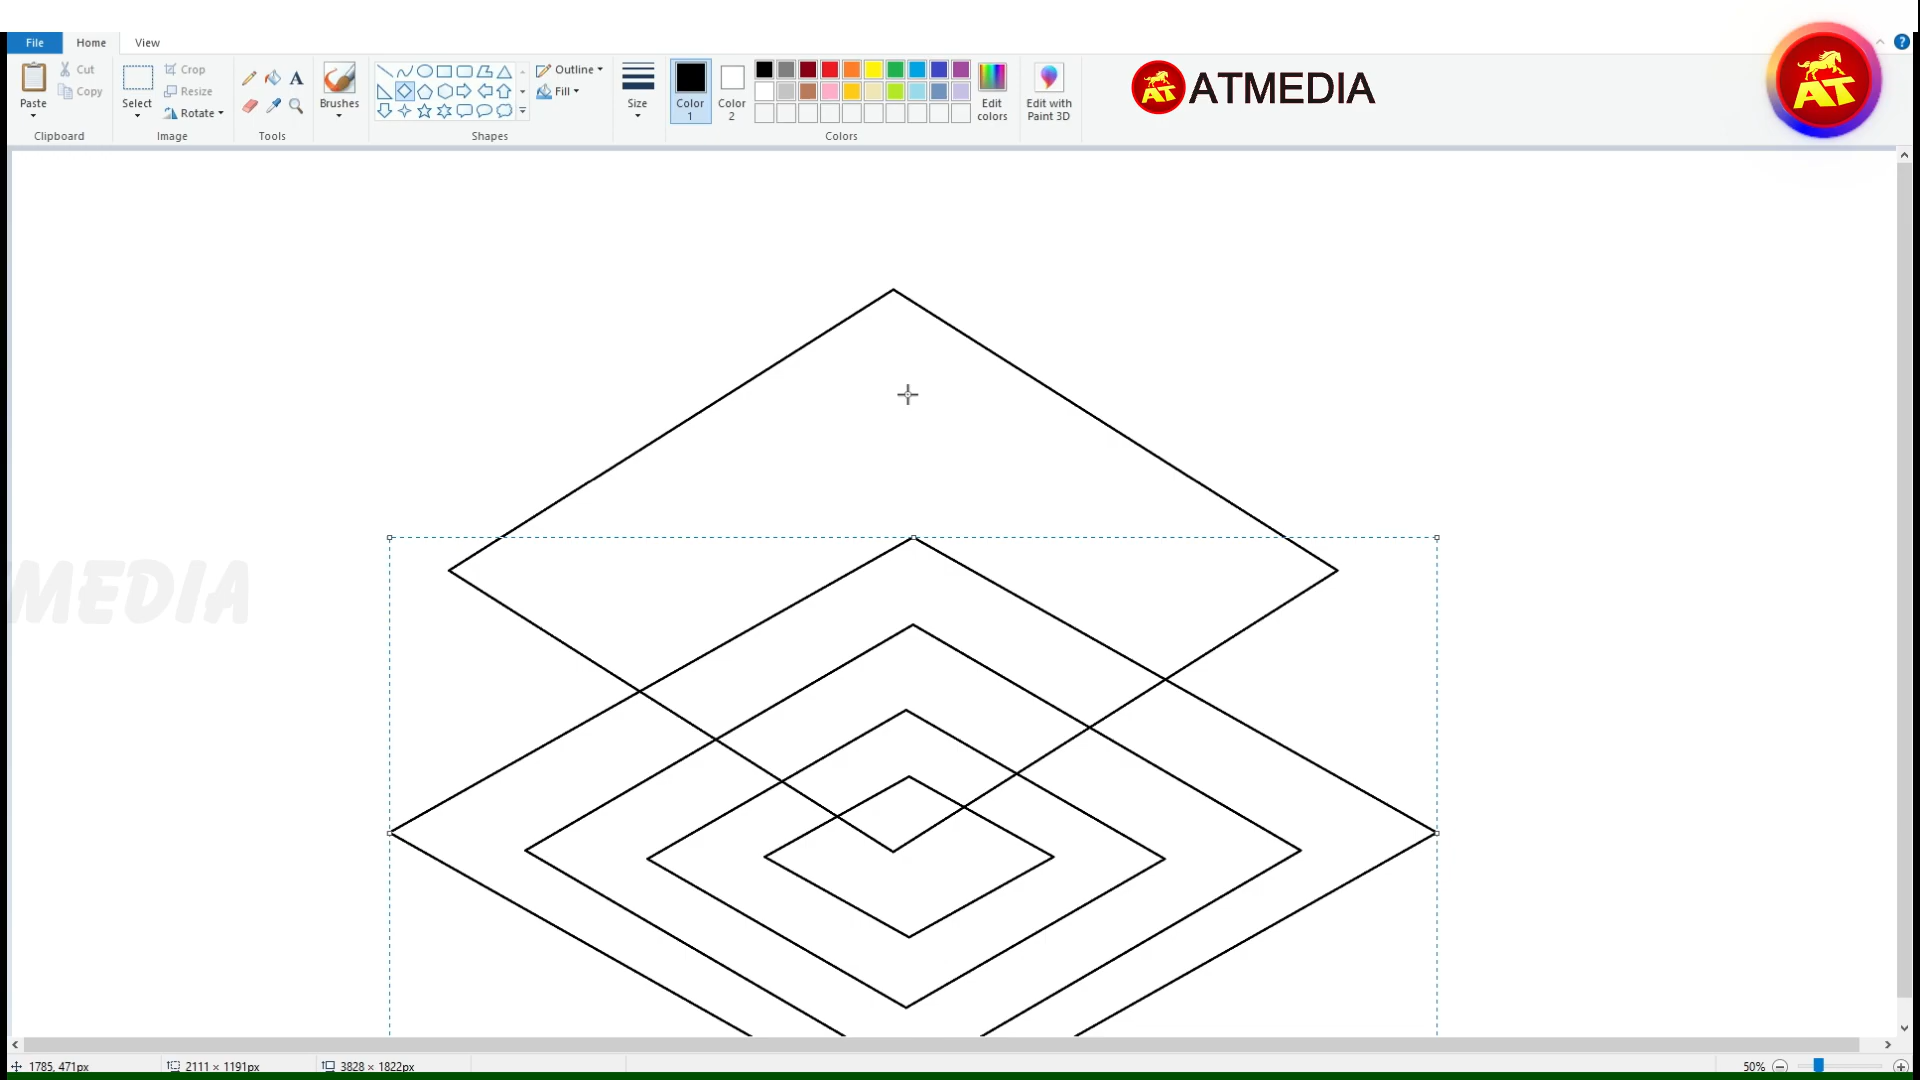 File Home View
Paste
Cut
Copy
Clipboard
Select
Crop
Resize
Rotate
Image
A
Tools
Brushes
Shapes
Outline
Fill
Size
Color
1
Color
2
Edit
colors
Colors
Edit with
Paint 3D
AT ATMEDIA
AT
?
MEDIA
1785, 471px 2111 × 1191px 3828 × 1822px 50%